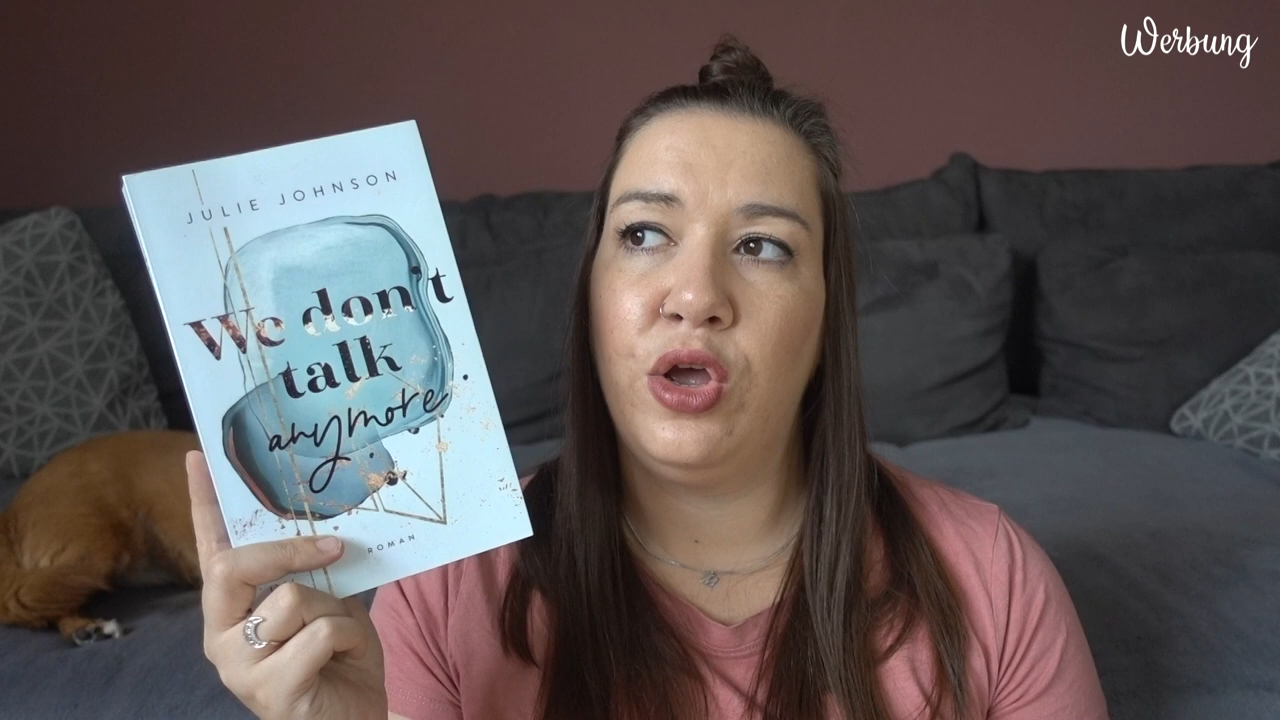 Werbung
JULIE JOHNSON
We don't
talk
anymore
ROMAN